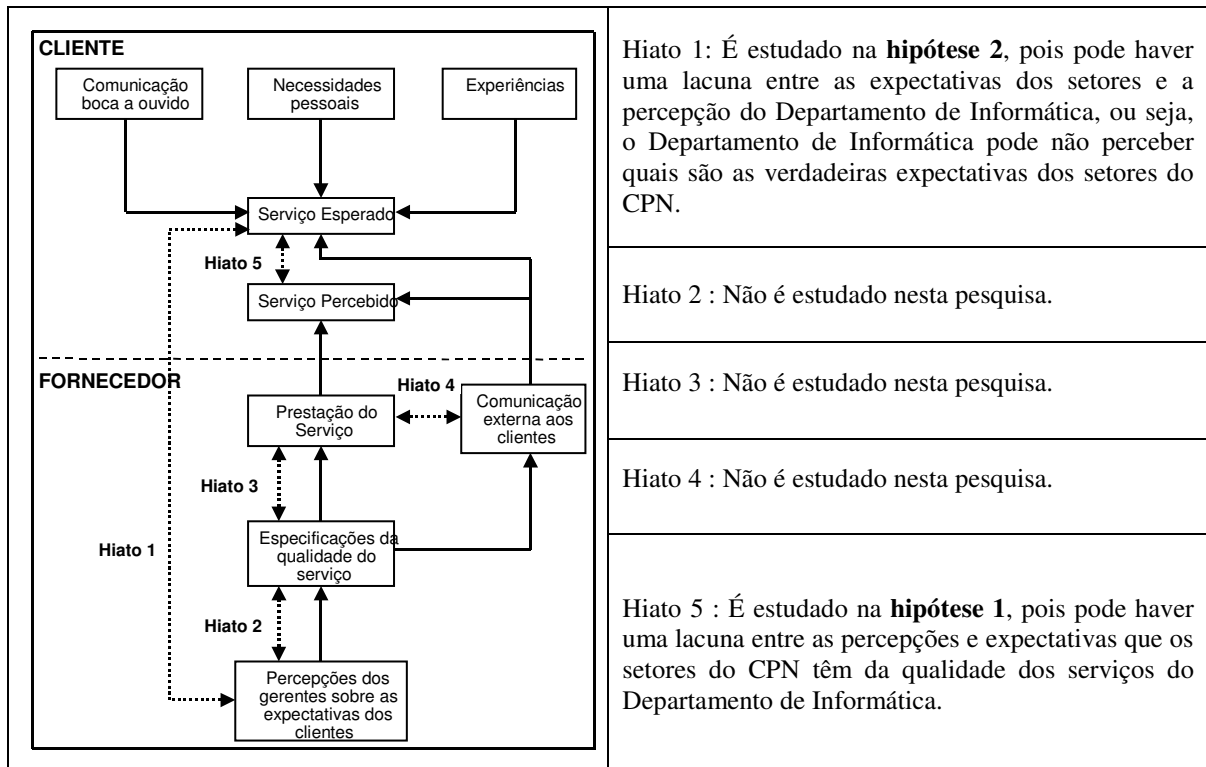 CLIENTE
Comunicação
boca a ouvido
Necessidades
pessoais
Experiências
Serviço Esperado
Hiato 5
Serviço Percebido
FORNECEDOR
Hiato 4
Prestação do
Serviço
Comunicação
externa aos
clientes
Hiato 3
Hiato 1
Especificações da
qualidade do
serviço
Hiato 2
Percepções dos
gerentes sobre as
expectativas dos
clientes
Hiato 1: É estudado na hipótese 2, pois pode haver
uma lacuna entre as expectativas dos setores e a
percepção do Departamento de Informática, ou seja,
o Departamento de Informática pode não perceber
quais são as verdadeiras expectativas dos setores do
CPN.
Hiato 2 : Não é estudado nesta pesquisa.
Hiato 3 : Não é estudado nesta pesquisa.
Hiato 4 : Não é estudado nesta pesquisa.
Hiato 5 : É estudado na hipótese 1, pois pode haver
uma lacuna entre as percepções e expectativas que os
setores do CPN têm da qualidade dos serviços do
Departamento de Informática.